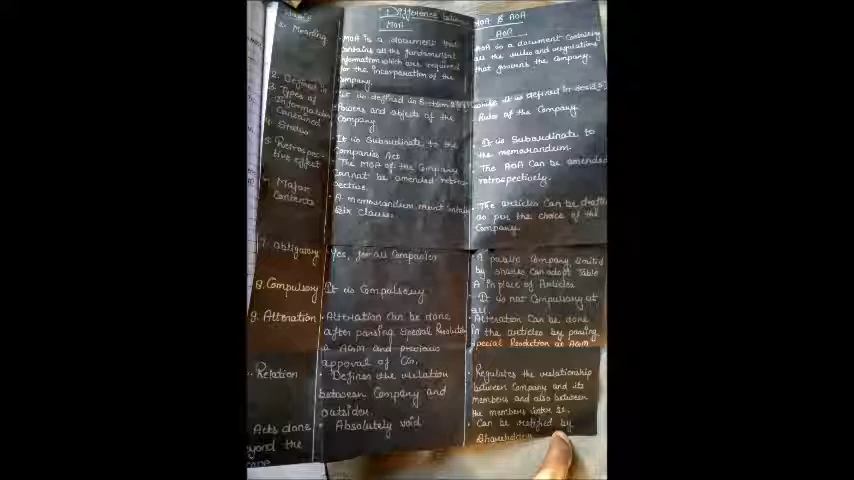 Difference between
MOA & AOA
MOA
AOA
1. Meaning
• MOA is a document that
contains all the fundamental
information which are required
for the incorporation of the
Company.
AOA is a document containing
all the rules and regulations
that governs the Company.
2. Defined in
It is defined in S
while it is defined in
3. Types of
Information
Contained
Powers and objects of the
Company
Rules of the Company
4. Status
It is Subordinate to the
Companies Act
• It is Subordinate to
the memorandum.
5. Retrospec-
tive effect
• The MOA of the Company
Cannot be amended retros-
pective.
• The AOA Can be amended
retrospectively.
Major
Contents
• A memorandum must contain
Six clauses.
• The articles Can be drafted
as per the choice of the
Company.
7. Obligatory
Yes, for all Companies
A public Company limited
by shares Can adopt Table
A in place of Articles
8. Compulsory
It is Compulsory
• It is not Compulsory at
all.
9. Alteration
• Alteration Can be done
after passing Special Resolution
AGM and previous
approval of
• Alteration Can be done
In the articles by passing
Special Resolution at AGM
Relation
• Defines the relation
between Company and
outsider.
• Regulates the relationship
between Company and its
members and also between
the members inter se.
Acts done
beyond the
scope
• Absolutely void
• Can be ratified by
Shareholders